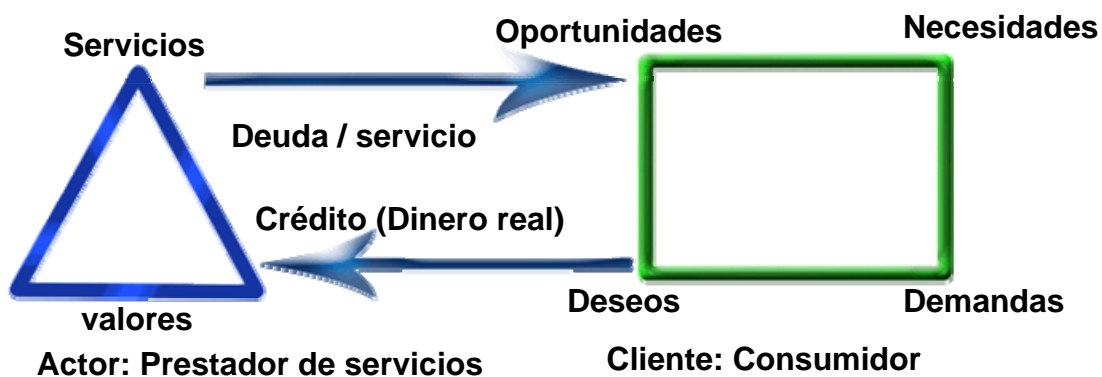 Servicios
Oportunidades
Necesidades
Deuda / servicio
Crédito (Dinero real)
valores
Deseos
Demandas
Actor: Prestador de servicios
Cliente: Consumidor